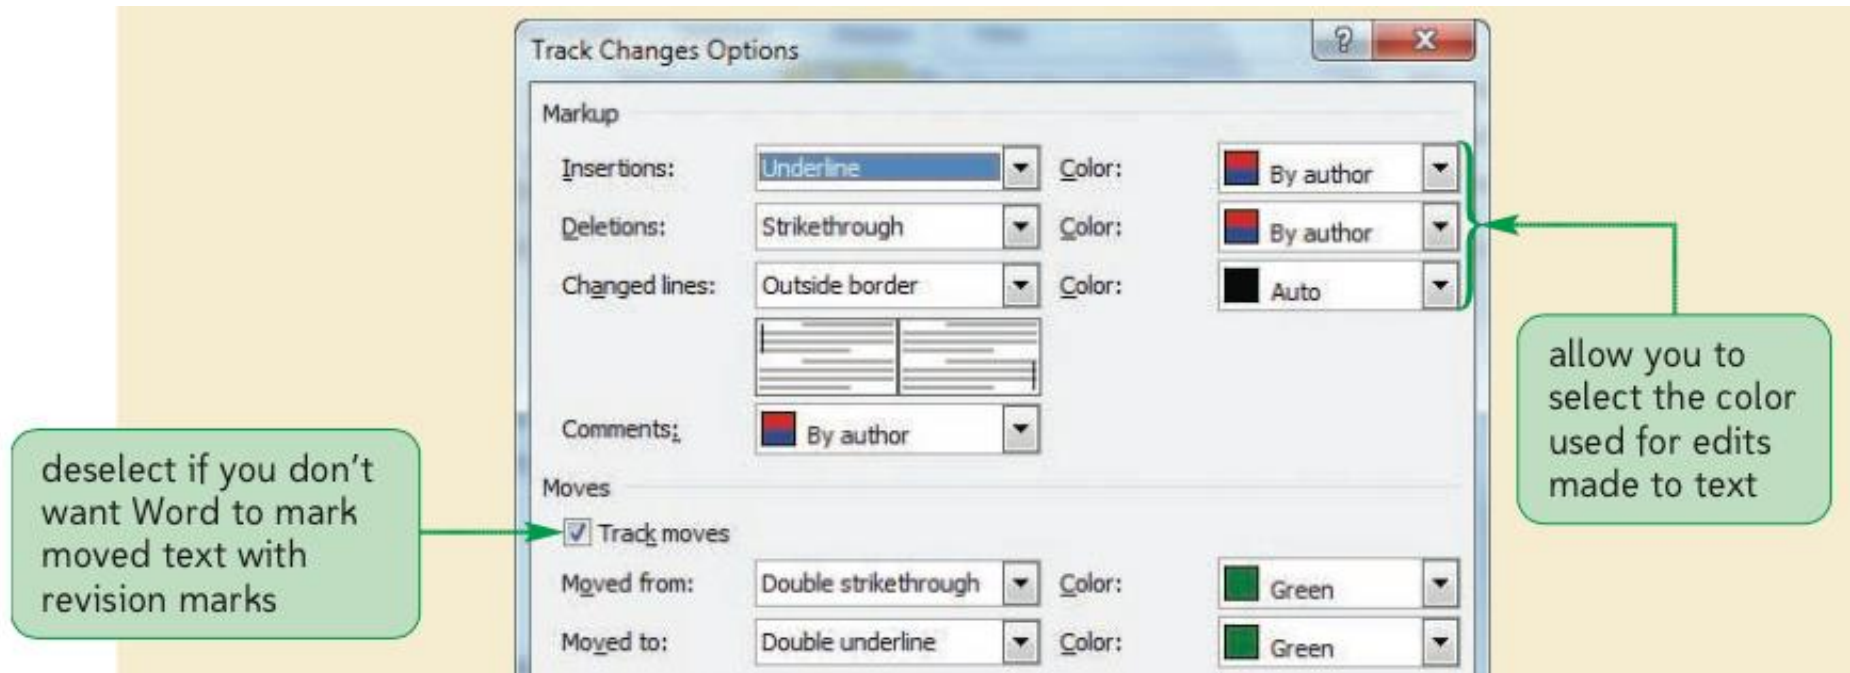 Track Changes Options
Markup
Insertions: Underline Color: By author
Deletions: Strikethrough Color: By author
Changed lines: Outside border Color: Auto
Comments: By author
Moves
Track moves
Moved from: Double strikethrough Color: Green
Moved to: Double underline Color: Green
deselect if you don't
want Word to mark
moved text with
revision marks
allow you to
select the color
used for edits
made to text